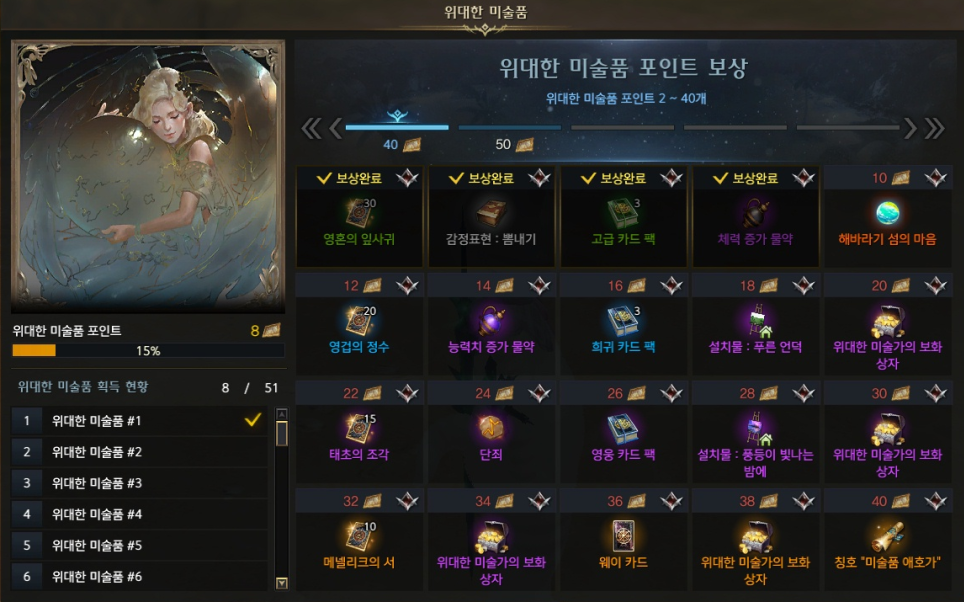 위대한 미술품
위대한 미술품 포인트 보상
위대한 미술품 포인트 2 ~ 40개
40
50
보상완료
보상완료
보상완료
보상완료
10
30
3
영혼의 잎사귀
감정표현 : 뽐내기
고급 카드 팩
체력 증가 물약
해바라기 섬의 마음
12
14
16
18
20
20
3
영겁의 정수
능력치 증가 물약
희귀 카드 팩
설치물 : 푸른 언덕
위대한 미술가의 보화
상자
22
24
26
28
30
15
태초의 조각
단죄
영웅 카드 팩
설치물 : 풍등이 빛나는
밤에
위대한 미술가의 보화
상자
32
34
36
38
40
10
메넬리크의 서
위대한 미술가의 보화
상자
웨이 카드
위대한 미술가의 보화
상자
칭호 "미술품 애호가"
위대한 미술품 포인트
8
15%
위대한 미술품 획득 현황
8 / 51
1 위대한 미술품 #1
2 위대한 미술품 #2
3 위대한 미술품 #3
4 위대한 미술품 #4
5 위대한 미술품 #5
6 위대한 미술품 #6